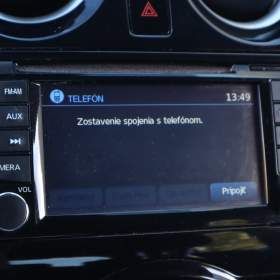 FM•AM
TELEFÓN
13:49
AUX
Zostavenie spojenia s telefónom.
MERA
VOL
Pripojiť